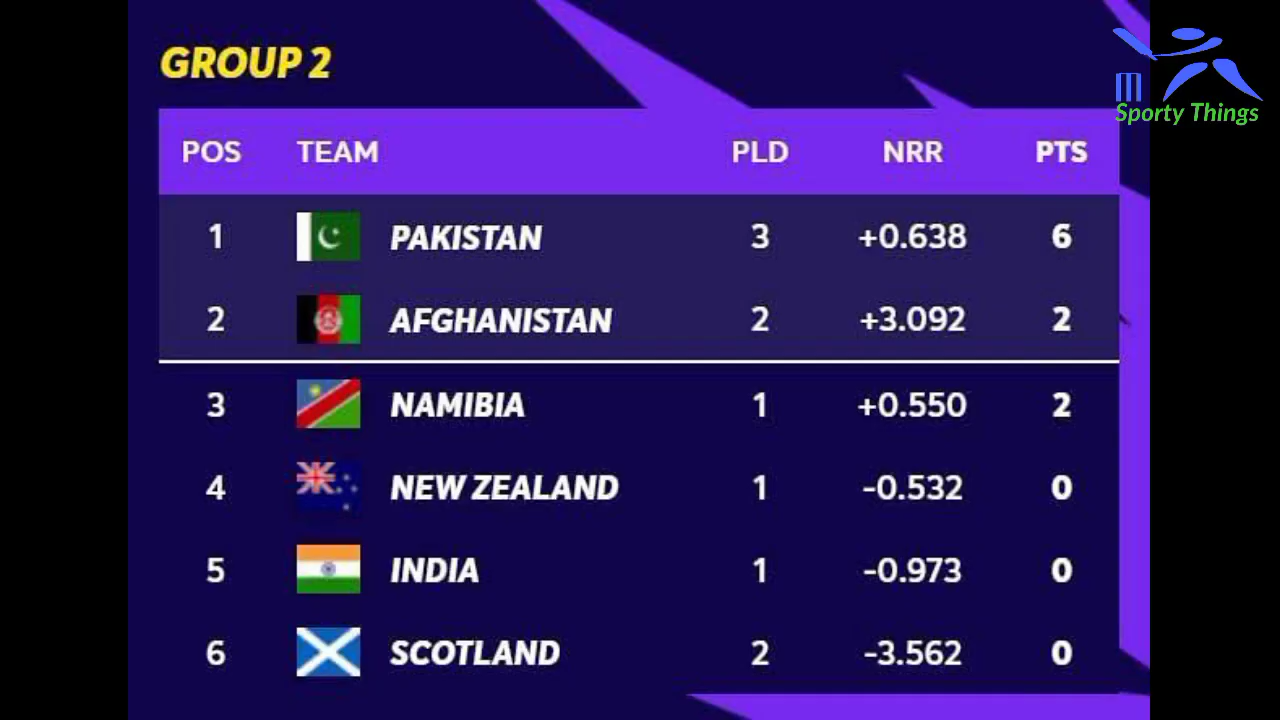 GROUP 2
Sporty Things
POS TEAM PLD NRR PTS
1 PAKISTAN 3 +0.638 6
2 AFGHANISTAN 2 +3.092 2
3 NAMIBIA 1 +0.550 2
4 NEW ZEALAND 1 -0.532 0
5 INDIA 1 -0.973 0
6 SCOTLAND 2 -3.562 0